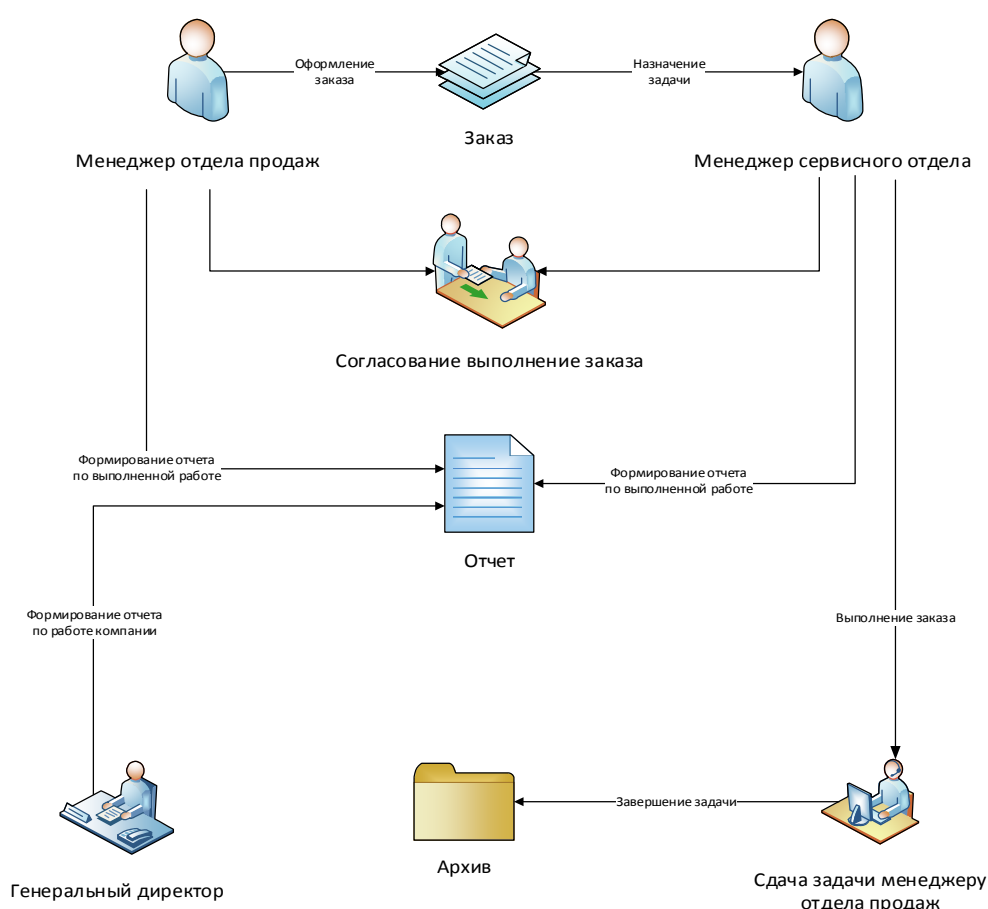 Оформление
заказа
Назначение
задачи
Заказ
Менеджер отдела продаж
Менеджер сервисного отдела
Согласование выполнение заказа
Формирование отчета
по выполненной работе
Формирование отчета
по выполненной работе
Отчет
Формирование отчета
по работе компании
Выполнение заказа
Завершение задачи
Архив
Генеральный директор
Сдача задачи менеджеру
отдела продаж